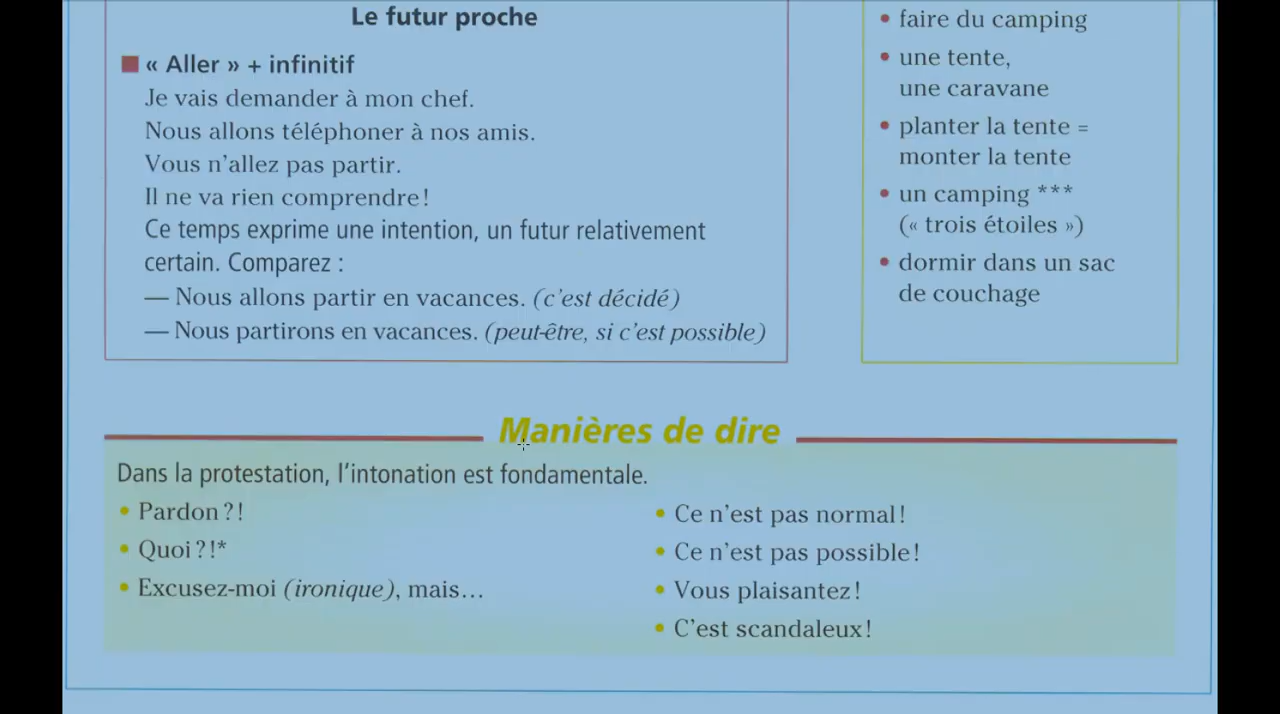 Le futur proche
« Aller » + infinitif
Je vais demander à mon chef.
Nous allons téléphoner à nos amis.
Vous n'allez pas partir.
Il ne va rien comprendre !
Ce temps exprime une intention, un futur relativement
certain. Comparez :
— Nous allons partir en vacances. (c'est décidé)
— Nous partirons en vacances. (peut-être, si c'est possible)
• faire du camping
• une tente,
une caravane
• planter la tente =
monter la tente
• un camping ***
(« trois étoiles »)
• dormir dans un sac
de couchage
Manières de dire
Dans la protestation, l'intonation est fondamentale.
• Pardon ?!
• Quoi ?!*
• Excusez-moi (ironique), mais…
• Ce n'est pas normal !
• Ce n'est pas possible !
• Vous plaisantez !
• C'est scandaleux !